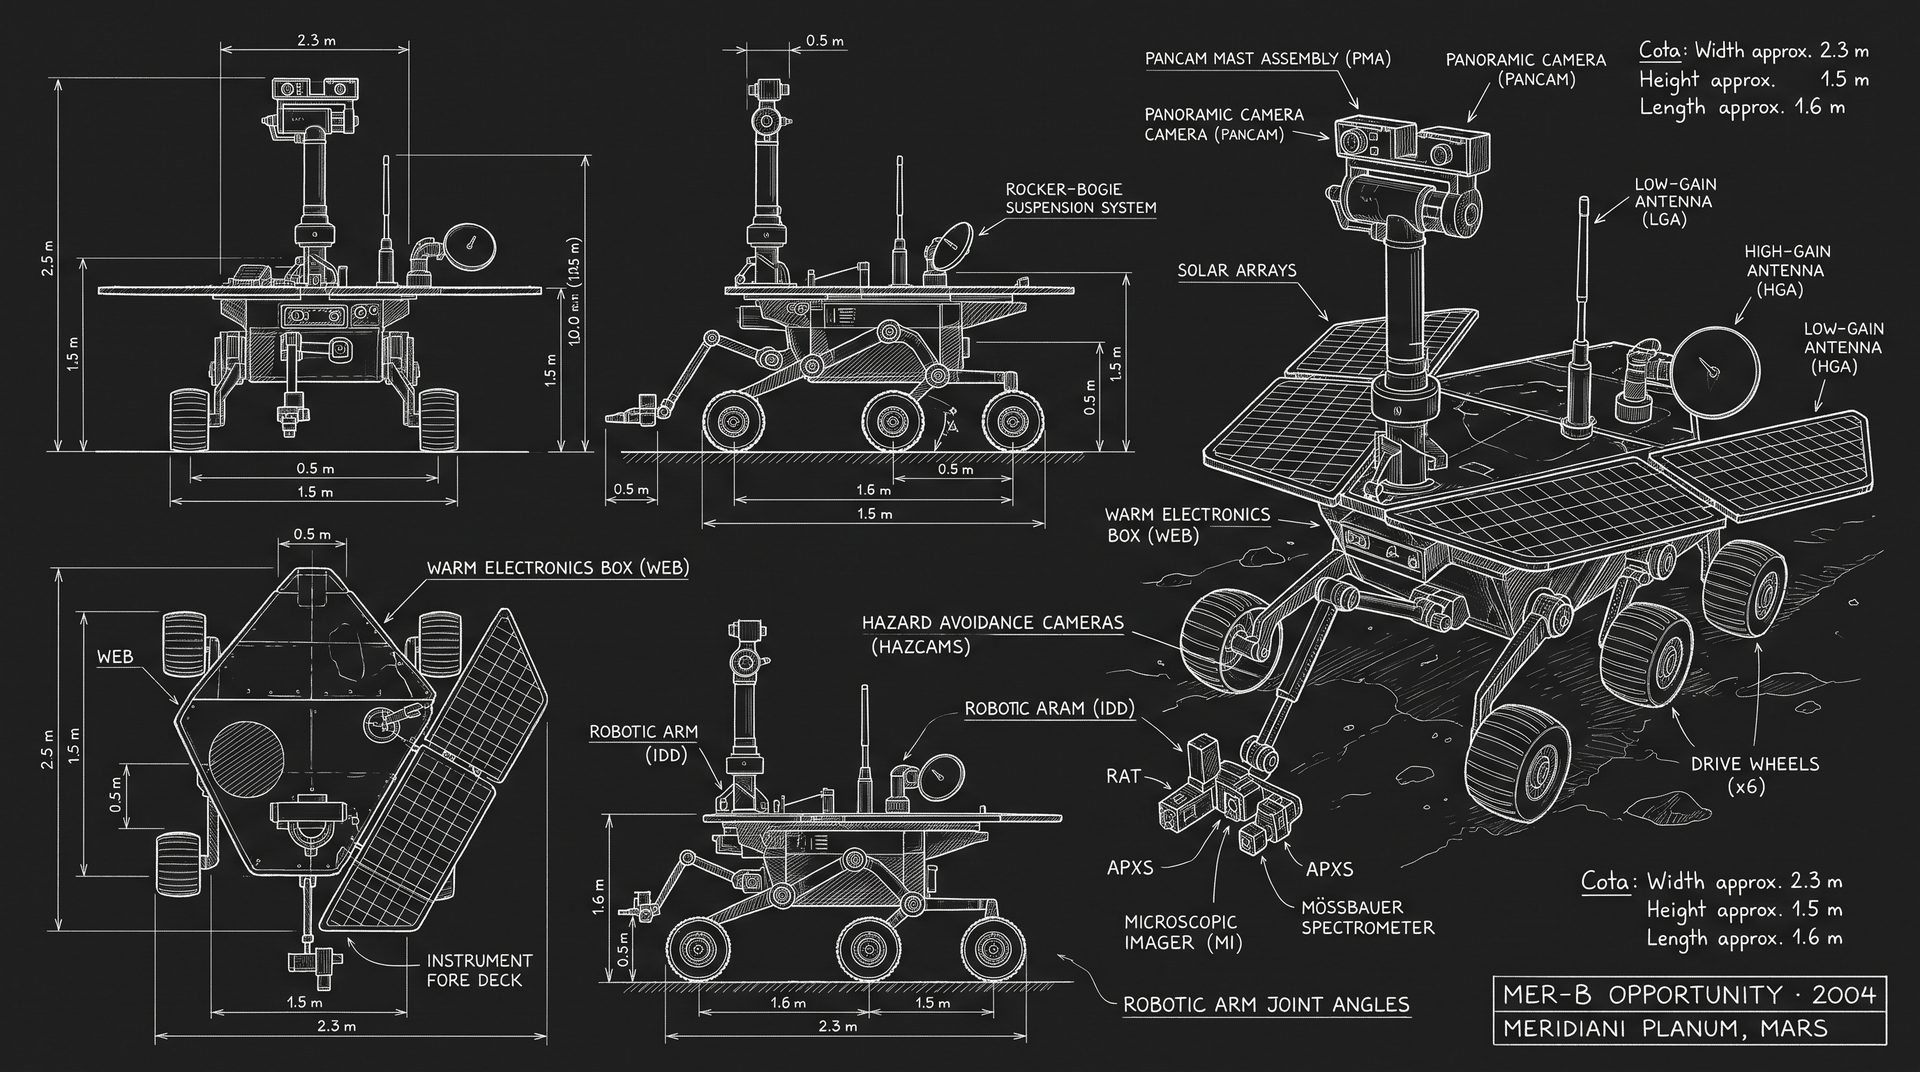 2.3 m
2.5 m
1.5 m
1.5 m
0.5 m
1.5 m
0.5 m
ROCKER-BOGIE
SUSPENSION SYSTEM
0.5 m
1.5 m
0.5 m
0.5 m
1.6 m
1.5 m
PANCAM MAST ASSEMBLY (PMA)
PANORAMIC CAMERA
(PANCAM)
PANORAMIC CAMERA
CAMERA (PANCAM)
Cota: Width approx. 2.3 m
Height approx. 1.5 m
Length approx. 1.6 m
LOW-GAIN
ANTENNA
(LGA)
SOLAR ARRAYS
HIGH-GAIN
ANTENNA
(HGA)
LOW-GAIN
ANTENNA
(HGA)
WARM ELECTRONICS
BOX (WEB)
0.5 m
WARM ELECTRONICS BOX (WEB)
WEB
2.5 m
1.5 m
0.5 m
INSTRUMENT
FORE DECK
1.5 m
2.3 m
HAZARD AVOIDANCE CAMERAS
(HAZCAMS)
ROBOTIC ARM
(IDD)
ROBOTIC ARAM (IDD)
1.6 m
0.5m
1.6 m
1.5 m
2.3 m
ROBOTIC ARM JOINT ANGLES
RAT
APXS
APXS
MICROSCOPIC
IMAGER (MI)
MÖSSBAUER
SPECTROMETER
DRIVE WHEELS
(x6)
Cota: Width approx. 2.3 m
Height approx. 1.5 m
Length approx. 1.6 m
MER-B OPPORTUNITY · 2004
MERIDIANI PLANUM, MARS